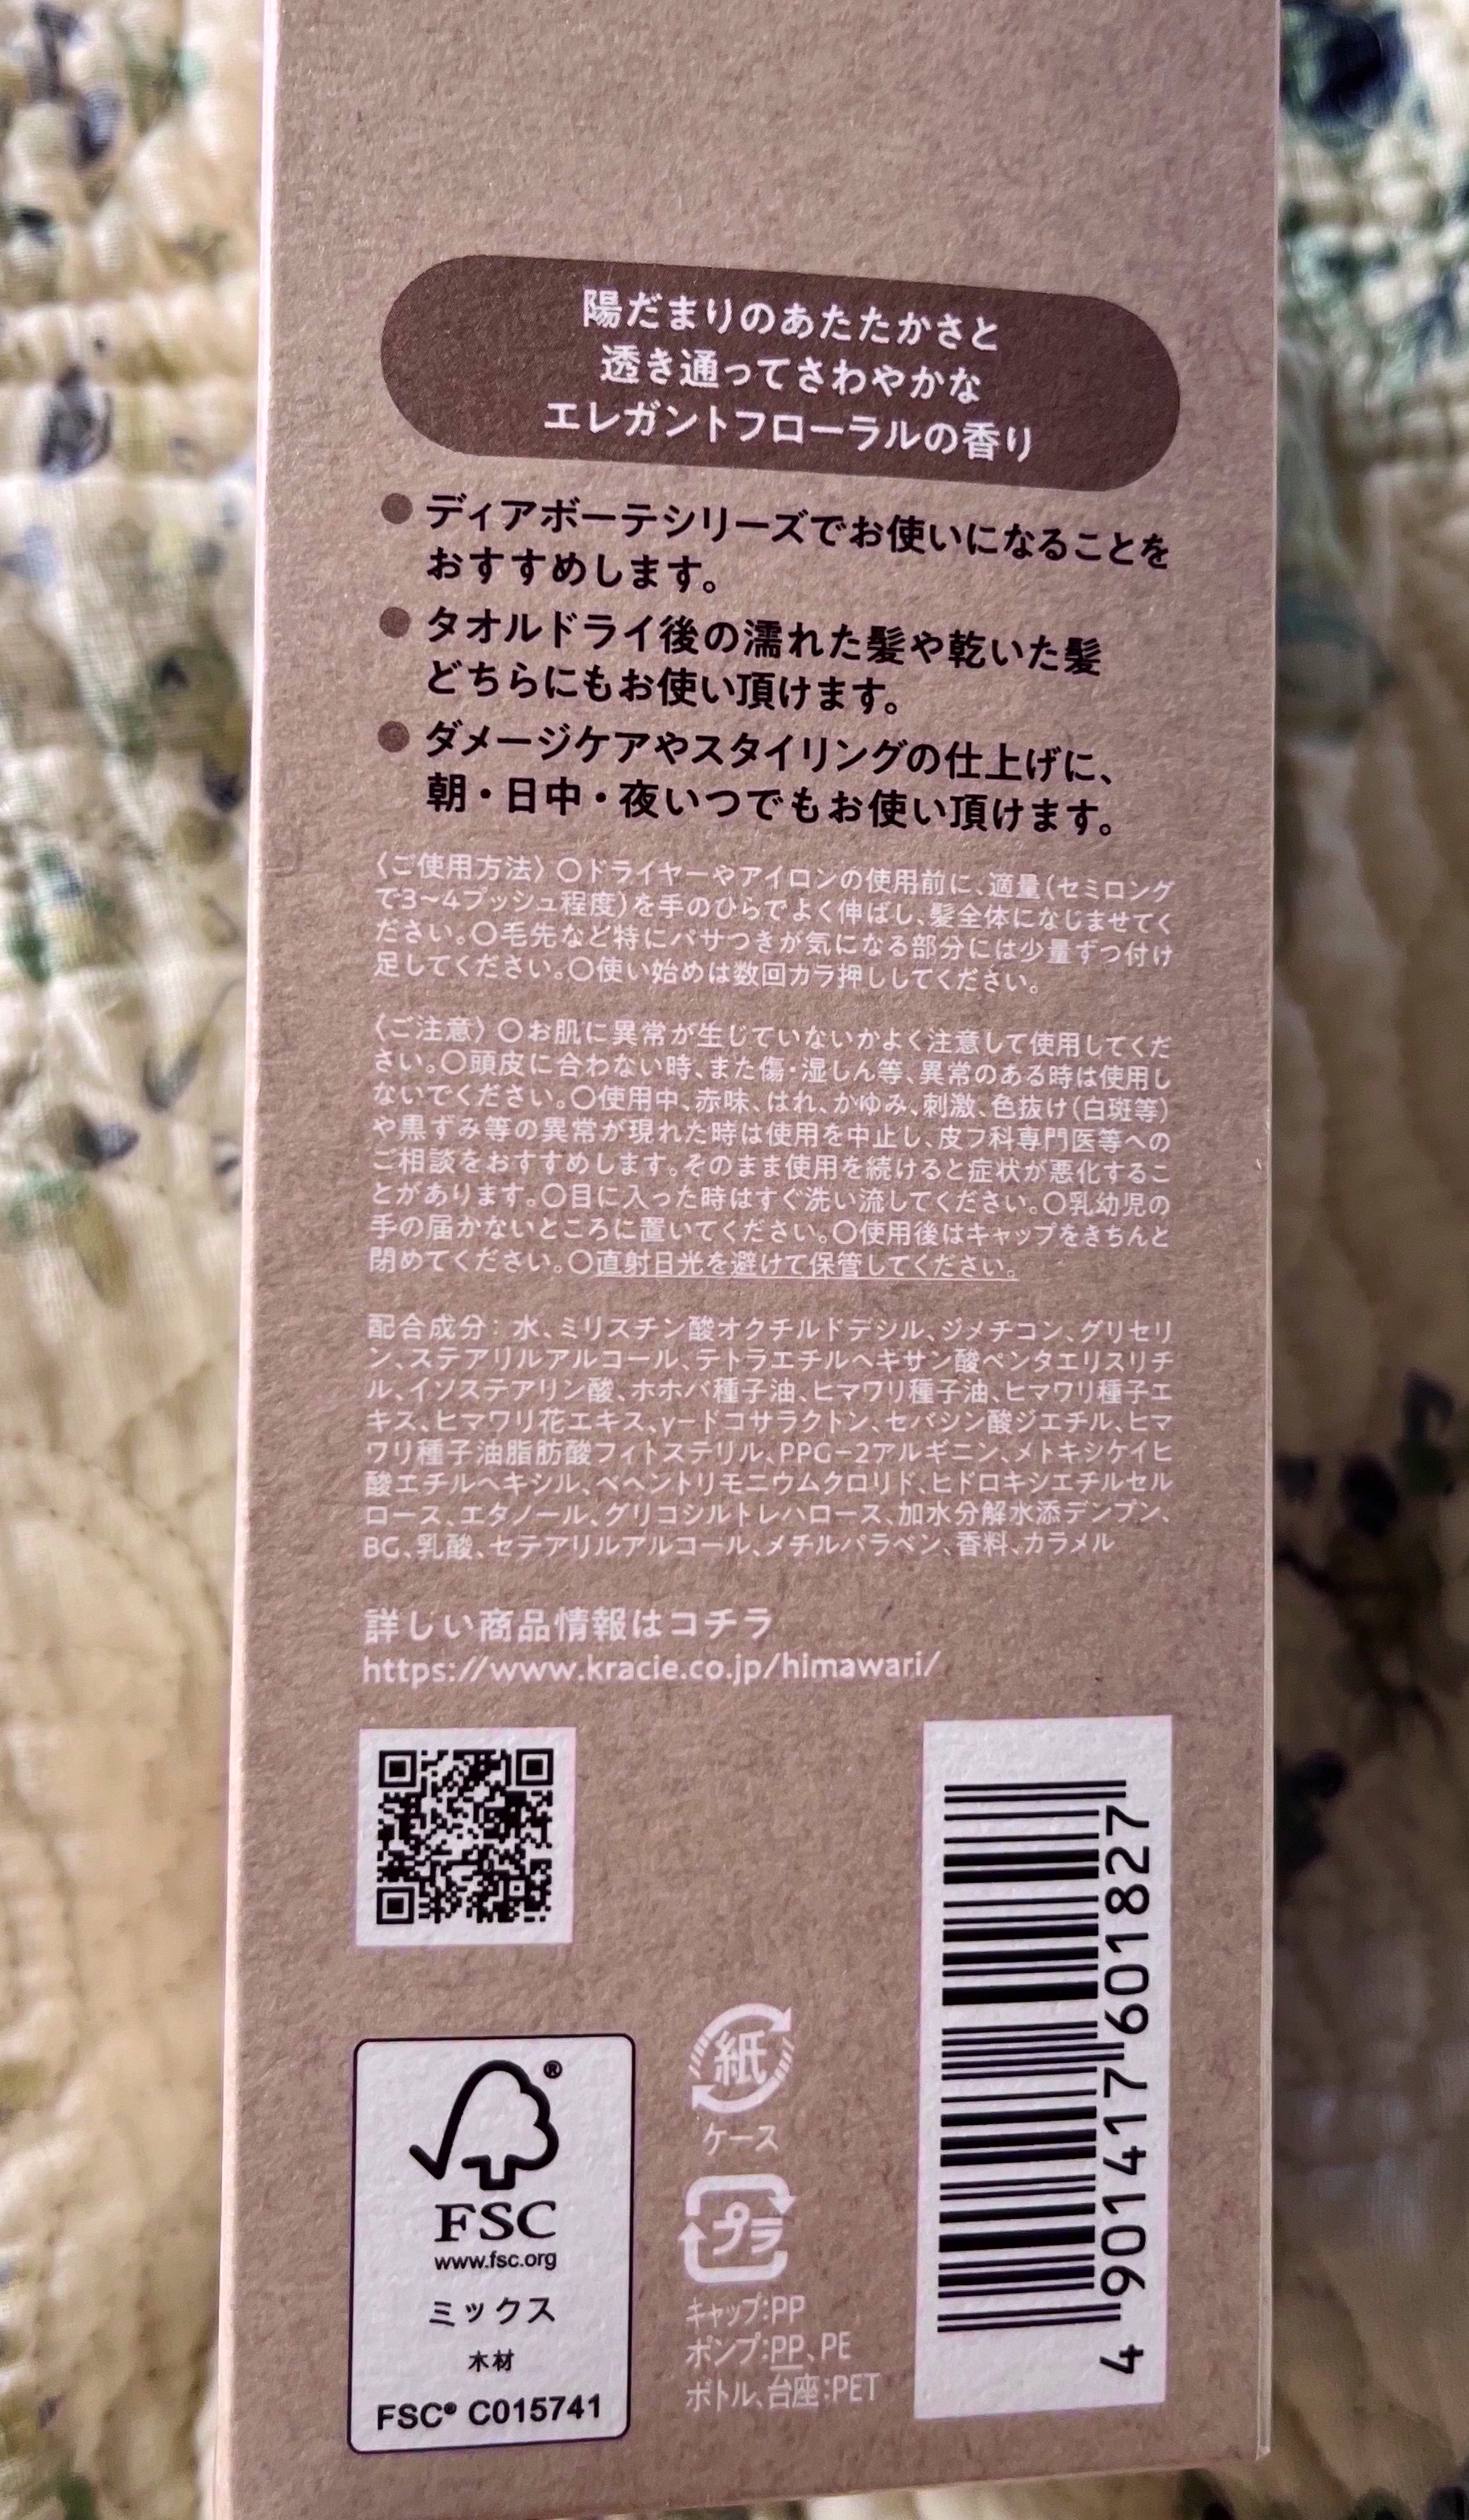 陽だまりのあたたかさと
透き通ってさわやかな
エレガントフローラルの香り
●ディアボーテシリーズでお使いになることを
おすすめします。
●タオルドライ後の濡れた髪や乾いた髪
どちらにもお使い頂けます。
●ダメージケアやスタイリングの仕上げに、
朝・日中・夜いつでもお使い頂けます。
〈ご使用方法〉○ドライヤーやアイロンの使用前に、適量(セミロング
で3~4プッシュ程度)を手のひらでよく伸ばし、髪全体になじませてく
ださい。○毛先など特にパサつきが気になる部分には少量ずつ付け
足してください。○使い始めは数回カラ押ししてください。
〈ご注意〉○お肌に異常が生じていないかよく注意して使用してくだ
さい。○頭皮に合わない時、また傷・湿しん等、異常のある時は使用し
ないでください。○使用中、赤味、はれ、かゆみ、刺激、色抜け(白斑等)
や黒ずみ等の異常が現れた時は使用を中止し、皮フ科専門医等への
ご相談をおすすめします。そのまま使用を続けると症状が悪化するこ
とがあります。○目に入った時はすぐ洗い流してください。○乳幼児の
手の届かないところに置いてください。○使用後はキャップをきちんと
閉めてください。○直射日光を避けて保管してください。
配合成分：水、ミリスチン酸オクチルドデシル、ジメチコン、グリセリ
ン、ステアリルアルコール、テトラエチルヘキサン酸ペンタエリスリチ
ル、イソステアリン酸、ホホバ種子油、ヒマワリ種子油、ヒマワリ種子エ
キス、ヒマワリ花エキス、γ-ドコサラクトン、セバシン酸ジエチル、ヒマ
ワリ種子油脂肪酸フィトステリル、PPG-2アルギニン、メトキシケイヒ
酸エチルヘキシル、ベヘントリモニウムクロリド、ヒドロキシエチルセル
ロース、エタノール、グリコシルトレハロース、加水分解水添デンプン、
BG、乳酸、セテアリルアルコール、メチルパラベン、香料、カラメル
詳しい商品情報はコチラ
https://www.kracie.co.jp/himawari/
4 901417 601827
紙
ケース
プラ
キャップ:PP
ポンプ:PP、PE
ボトル、台座:PET
®
FSC
www.fsc.org
ミックス
木材
FSC® C015741